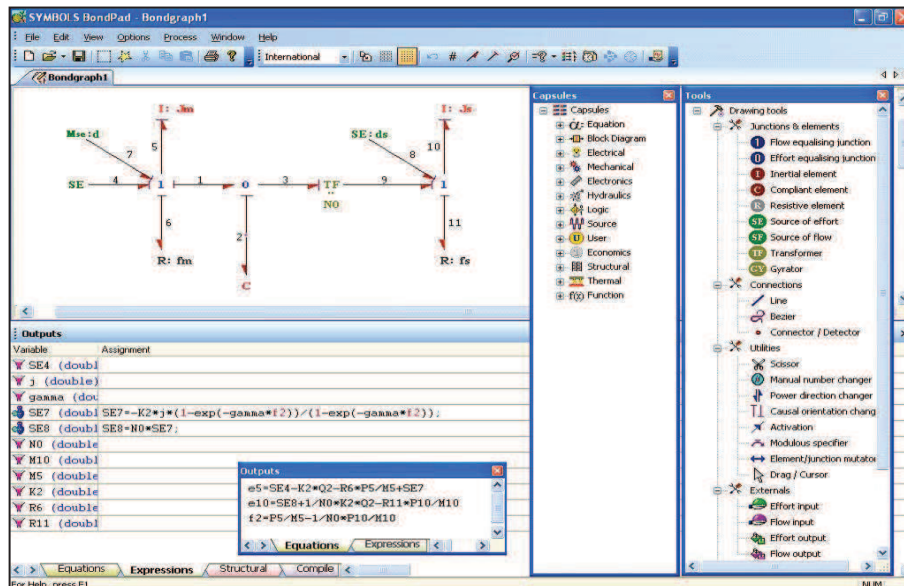 SYMBOLS BondPad - Bondgraph1
File Edit View Options Process Window Help
International
Bondgraph1
I: Jm
I: Js
Mse:d
SE:ds
7
5
8
10
SE
4
1
1
0
3
TF
9
1
N0
6
2
11
R: fm
C
R: fs
Capsules
Capsules
Equation
Block Diagram
Electrical
Mechanical
Electronics
Hydraulics
Logic
Source
User
Economics
Structural
Thermal
f(x) Function
Tools
Drawing tools
Junctions & elements
1 Flow equalising junction
0 Effort equalising junction
I Inertial element
C Compliant element
R Resistive element
SE Source of effort
SF Source of flow
TF Transformer
GY Gyrator
Connections
Line
Bezier
Connector / Detector
Utilities
Scissor
Manual number changer
Power direction changer
Causal orientation chang
Activation
Modulous specifier
Element/junction mutato
Drag / Cursor
Externals
Effort input
Flow input
Effort output
Flow output
Outputs
Variable Assignment
SE4 (doubl
j (double)
gamma (dou
SE7 (doubl SE7=-K2*j*(1-exp(-gamma*f2))/(1-exp(-gamma*f2));
SE8 (doubl SE8=N0*SE7;
N0 (double
M10 (double
M5 (double
K2 (double
R6 (double
R11 (doubl
Outputs
e5=SE4-K2*Q2-R6*P5/M5+SE7
e10=SE8+1/N0*K2*Q2-R11*P10/M10
f2=P5/M5-1/N0*P10/M10
Equations Expressions
Equations Expressions Structural Compile
For Help, press F1
NUM